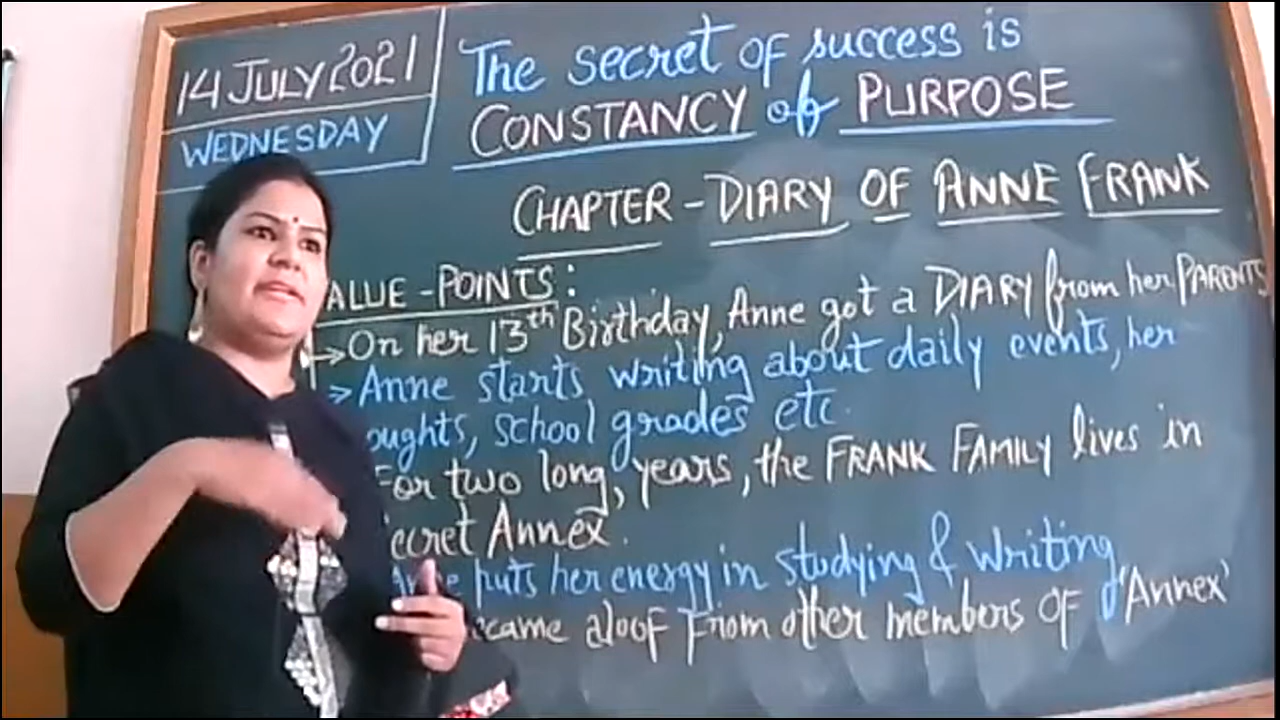 14 JULY 2021
WEDNESDAY
The secret of success is
CONSTANCY of PURPOSE
CHAPTER - DIARY OF ANNE FRANK
ALUE - POINTS :
→ On her 13th Birthday, Anne got a DIARY from her PARENTS
> Anne starts writing about daily events, her
oughts, school grades etc.
For two long, years, the FRANK FAMILY lives in
ecret Annex.
Anne puts her energy in studying & writing
ecame aloof from other members of 'Annex'